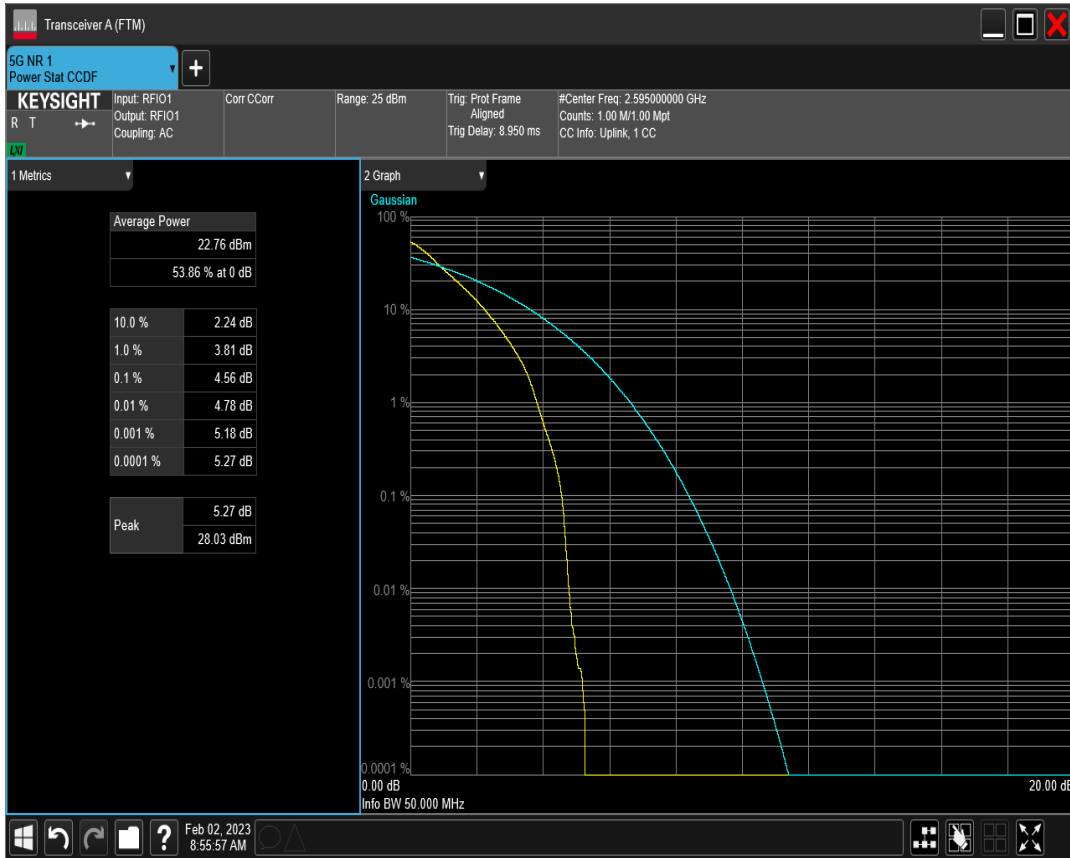 Transceiver A (FTM)
5G NR 1
Power Stat CCDF
KEYSIGHT
R T
LXI
Input: RFIO1
Output: RFIO1
Coupling: AC
Corr CCorr
Range: 25 dBm
Trig: Prot Frame
Aligned
Trig Delay: 8.950 ms
#Center Freq: 2.595000000 GHz
Counts: 1.00 M/1.00 Mpt
CC Info: Uplink, 1 CC
1 Metrics
Average Power
22.76 dBm
53.86 % at 0 dB
10.0 % 2.24 dB
1.0 % 3.81 dB
0.1 % 4.56 dB
0.01 % 4.78 dB
0.001 % 5.18 dB
0.0001 % 5.27 dB
Peak
5.27 dB
28.03 dBm
2 Graph
Gaussian
100 %
10 %
1 %
0.1 %
0.01 %
0.001 %
0.0001 %
0.00 dB
20.00 dB
Info BW 50.000 MHz
?
Feb 02, 2023
8:55:57 AM